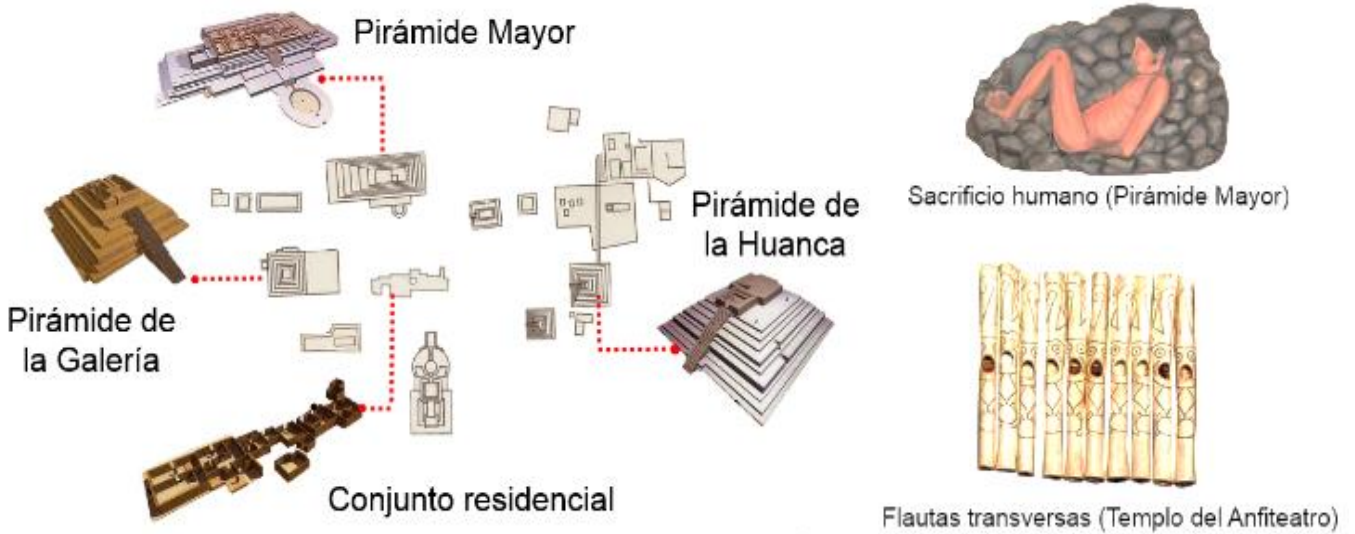 Pirámide Mayor
Sacrificio humano (Pirámide Mayor)
Pirámide de
la Huanca
Pirámide de
la Galería
Conjunto residencial
Flautas transversas (Templo del Anfiteatro)